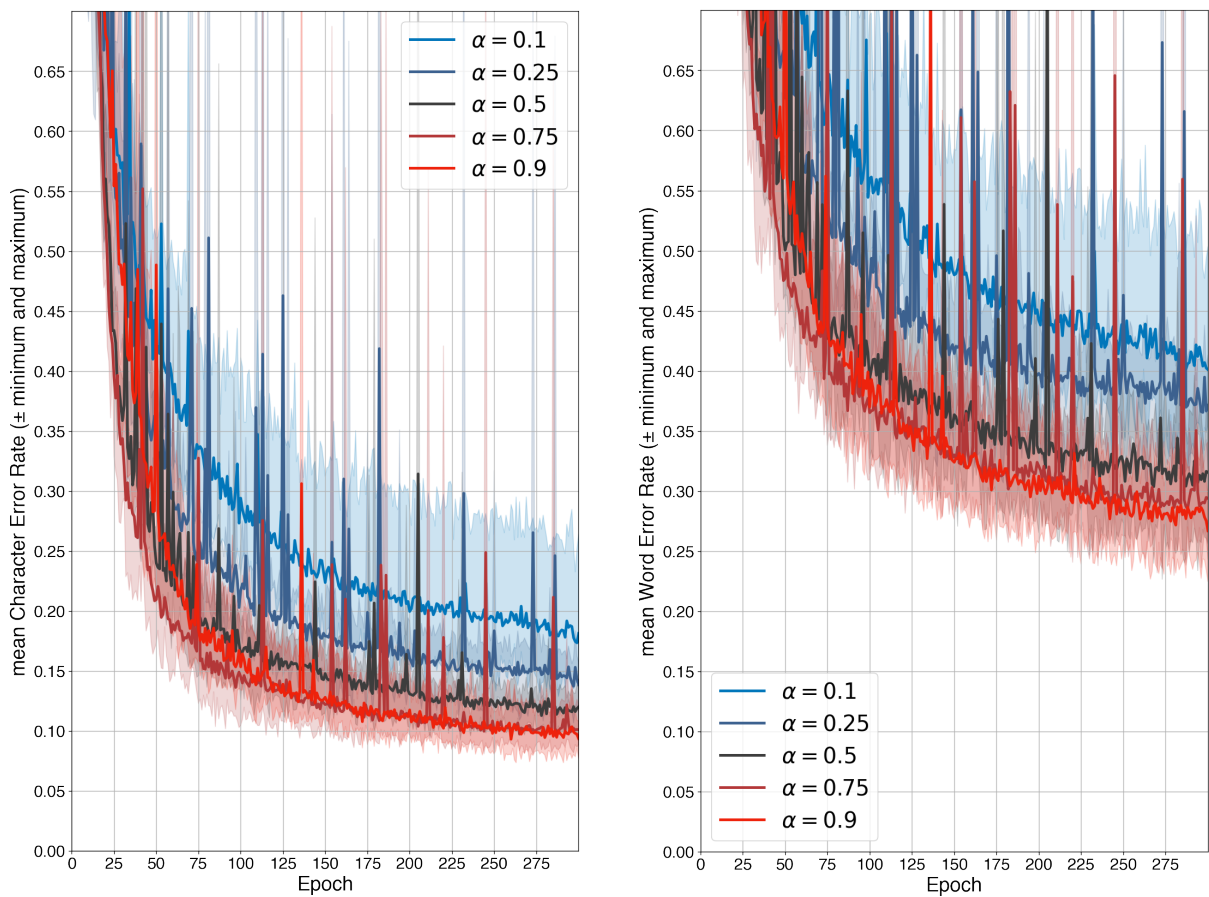 mean Character Error Rate (± minimum and maximum)
0.65
0.60
0.55
0.50
0.45
0.40
0.35
0.30
0.25
0.20
0.15
0.10
0.05
0.00
0 25 50 75 100 125 150 175 200 225 250 275
Epoch
α = 0.1
α = 0.25
α = 0.5
α = 0.75
α = 0.9
mean Word Error Rate (± minimum and maximum)
0.65
0.60
0.55
0.50
0.45
0.40
0.35
0.30
0.25
0.20
0.15
0.10
0.05
0.00
0 25 50 75 100 125 150 175 200 225 250 275
Epoch
α = 0.1
α = 0.25
α = 0.5
α = 0.75
α = 0.9